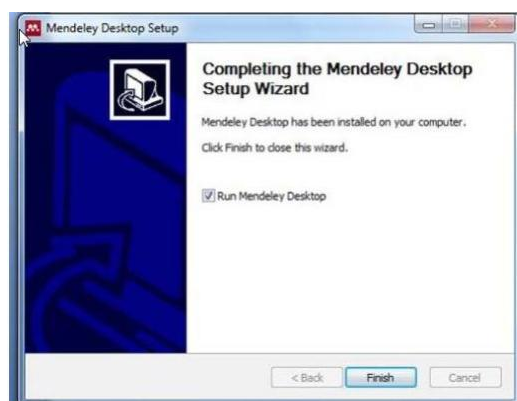 Mendeley Desktop Setup
Completing the Mendeley Desktop
Setup Wizard
Mendeley Desktop has been installed on your computer.
Click Finish to close this wizard.
Run Mendeley Desktop
< Back Finish Cancel